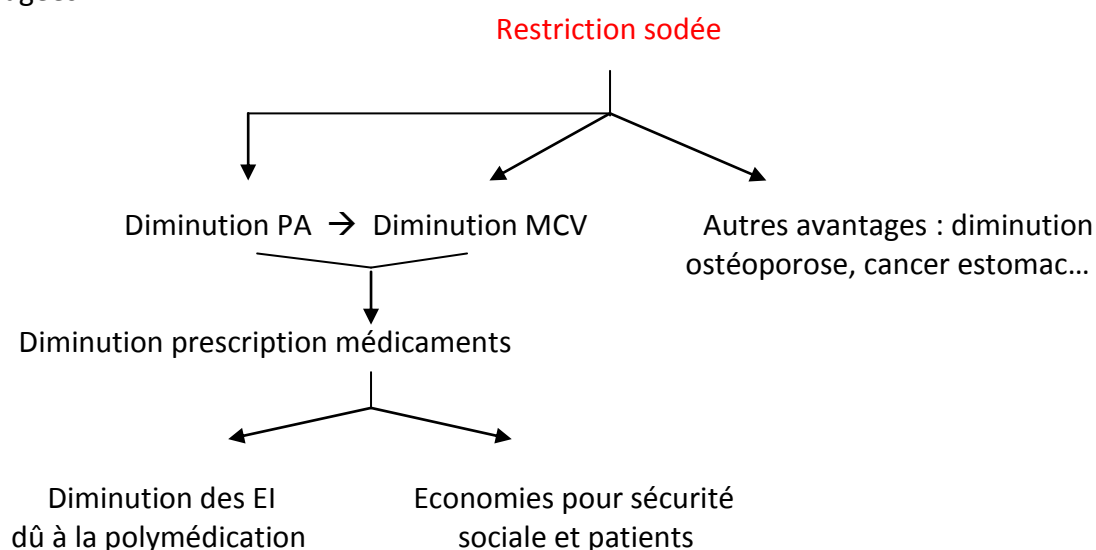 Restriction sodée
Diminution PA → Diminution MCV
Autres avantages : diminution
ostéoporose, cancer estomac...
Diminution prescription médicaments
Diminution des EI
dû à la polymédication
Economies pour sécurité
sociale et patients